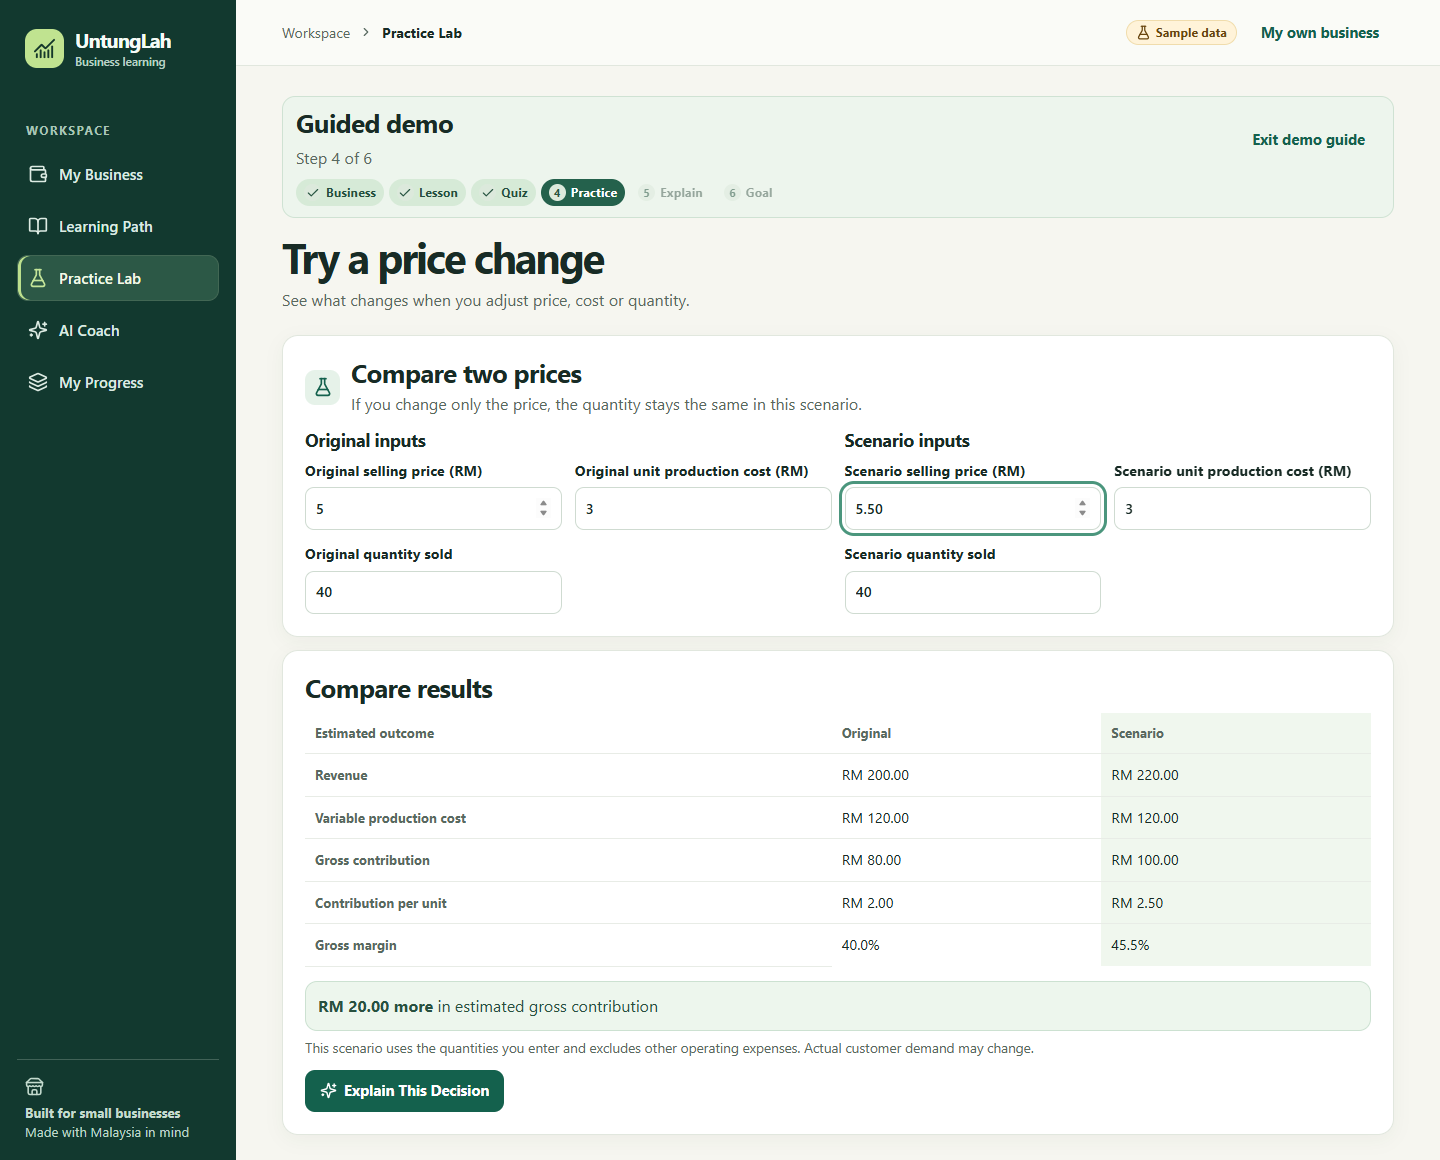 UntungLah
Business learning
WORKSPACE
My Business
Learning Path
Practice Lab
AI Coach
My Progress
Built for small businesses
Made with Malaysia in mind
Workspace > Practice Lab
Sample data
My own business
Guided demo
Step 4 of 6
Exit demo guide
Business Lesson Quiz 4 Practice 5 Explain 6 Goal
Try a price change
See what changes when you adjust price, cost or quantity.
Compare two prices
If you change only the price, the quantity stays the same in this scenario.
Original inputs
Original selling price (RM) Original unit production cost (RM)
5 3
Original quantity sold
40
Scenario inputs
Scenario selling price (RM) Scenario unit production cost (RM)
5.50 3
Scenario quantity sold
40
Compare results
Estimated outcome Original Scenario
Revenue RM 200.00 RM 220.00
Variable production cost RM 120.00 RM 120.00
Gross contribution RM 80.00 RM 100.00
Contribution per unit RM 2.00 RM 2.50
Gross margin 40.0% 45.5%
RM 20.00 more in estimated gross contribution
This scenario uses the quantities you enter and excludes other operating expenses. Actual customer demand may change.
Explain This Decision